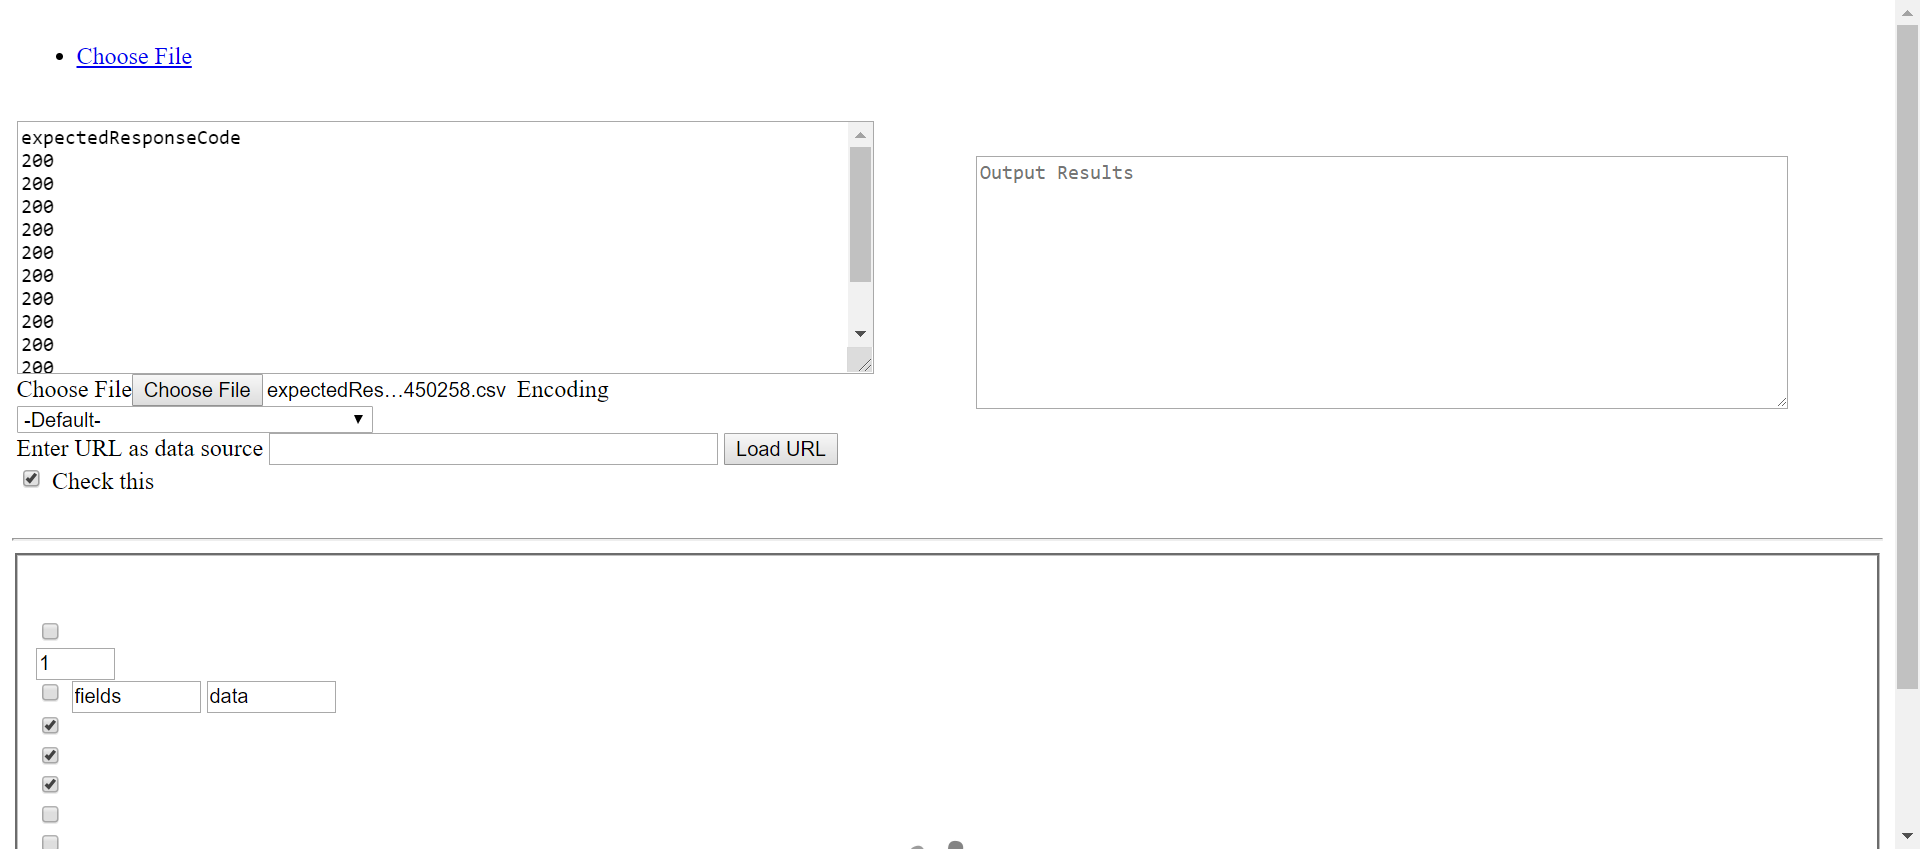 Choose File
expectedResponseCode
200
200
200
200
200
200
200
200
200
200
Output Results
Choose File Choose File expectedRes...450258.csv Encoding
-Default-
Enter URL as data source Load URL
Check this
1
fields data